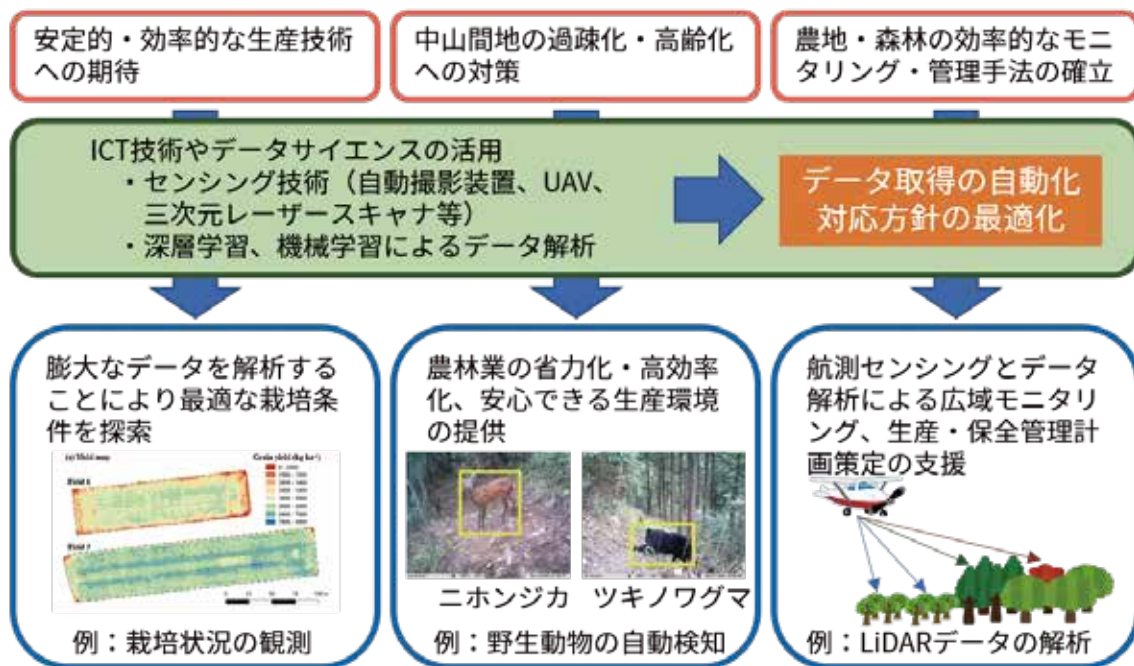 安定的・効率的な生産技術
への期待
中山間地の過疎化・高齢化
への対策
農地・森林の効率的なモニ
タリング・管理手法の確立
ICT技術やデータサイエンスの活用
・センシング技術（自動撮影装置、UAV、
三次元レーザースキャナ等）
・深層学習、機械学習によるデータ解析
データ取得の自動化
対応方針の最適化
膨大なデータを解析する
ことにより最適な栽培条
件を探索
Grain yield (kg ha⁻¹)
例：栽培状況の観測
農林業の省力化・高効率
化、安心できる生産環境
の提供
ニホンジカ
ツキノワグマ
例：野生動物の自動検知
航測センシングとデータ
解析による広域モニタリ
ング、生産・保全管理計
画策定の支援
例：LiDARデータの解析